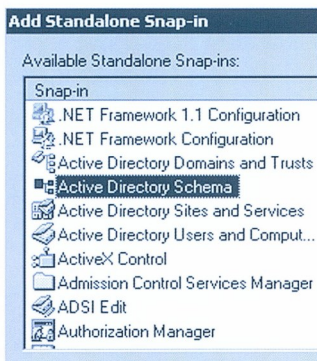 Add Standalone Snap-in
Available Standalone Snap-ins:
Snap-in
.NET Framework 1.1 Configuration
.NET Framework Configuration
Active Directory Domains and Trusts
Active Directory Schema
Active Directory Sites and Services
Active Directory Users and Comput...
ActiveX Control
Admission Control Services Manager
ADSI Edit
Authorization Manager